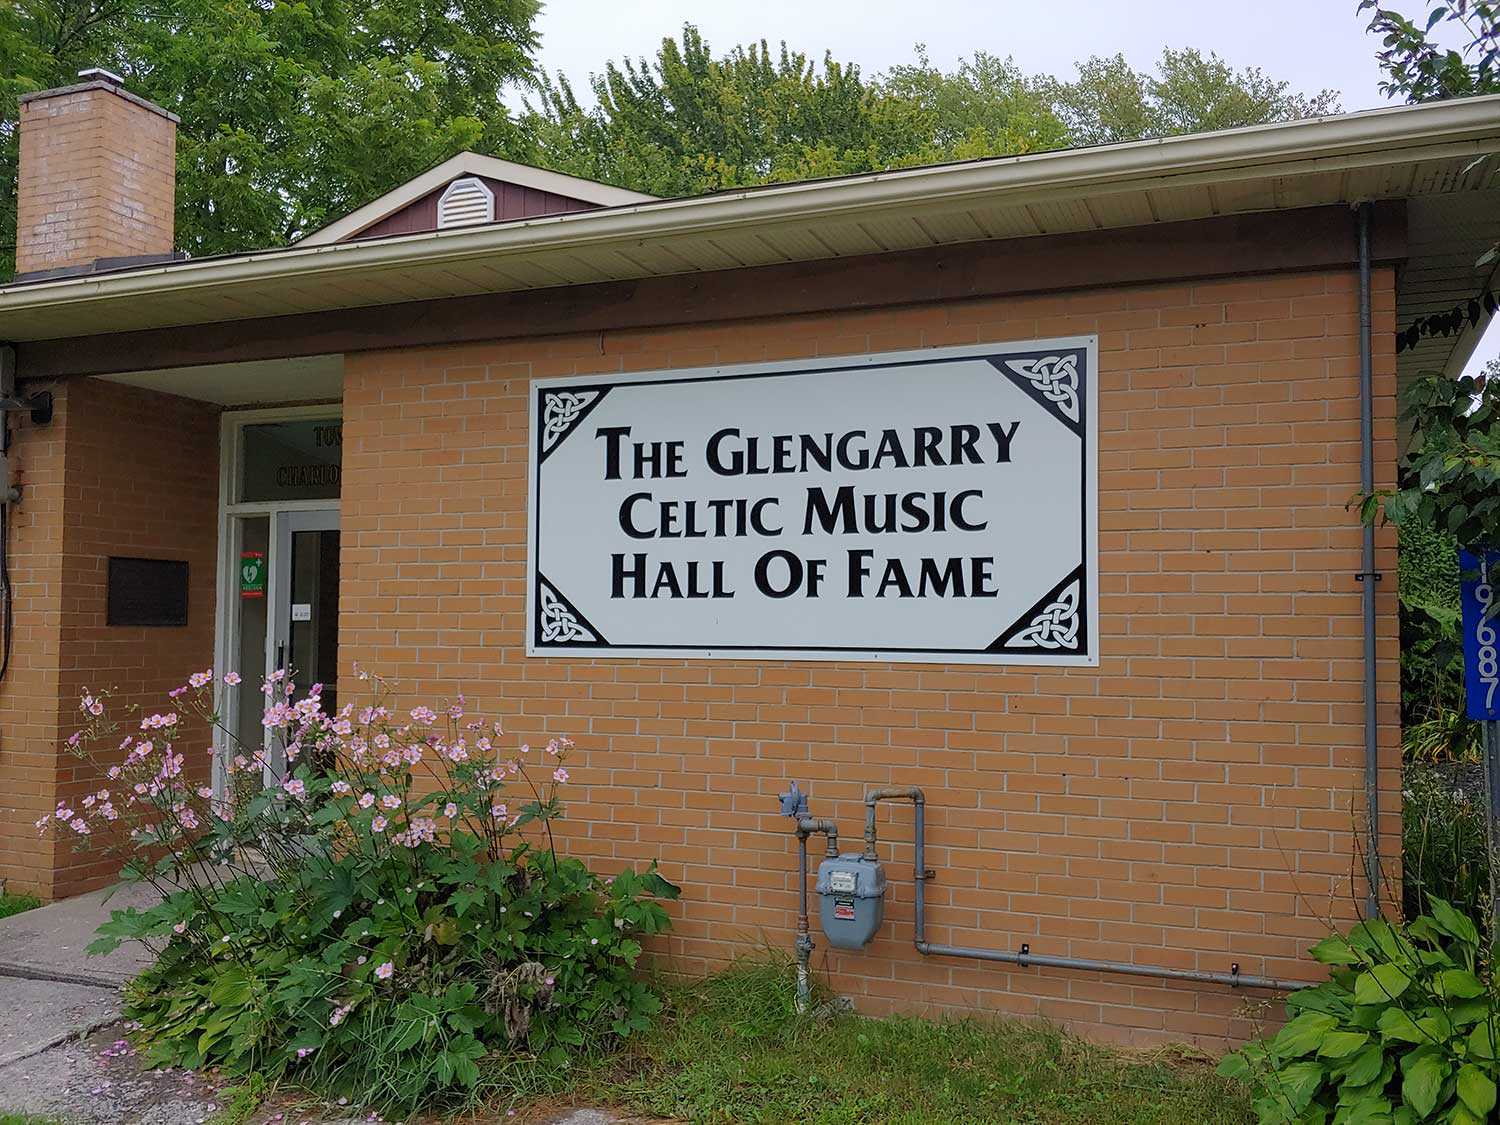 THE GLENGARRY
CELTIC MUSIC
HALL OF FAME
19687